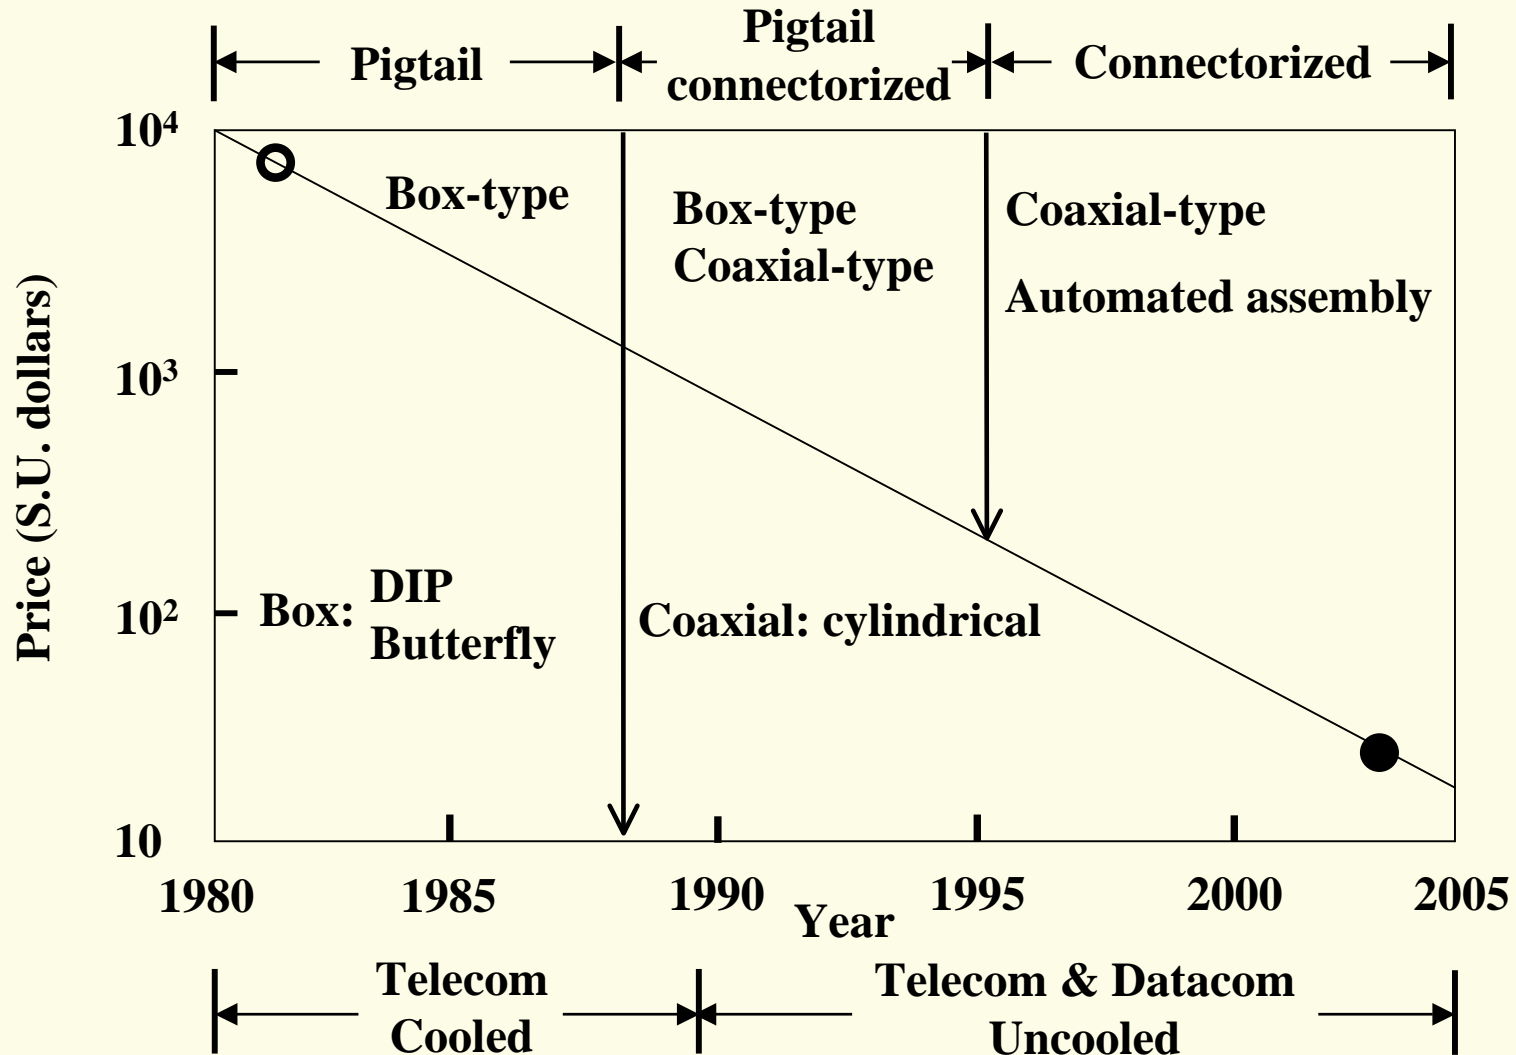 Pigtail
Pigtail
connectorized
Connectorized
10⁴
Box-type
Box-type
Coaxial-type
Coaxial-type
Automated assembly
Price (S.U. dollars)
10³
10²
Box:
DIP
Butterfly
Coaxial: cylindrical
10
1980
1985
1990
1995
2000
2005
Year
Telecom
Cooled
Telecom & Datacom
Uncooled